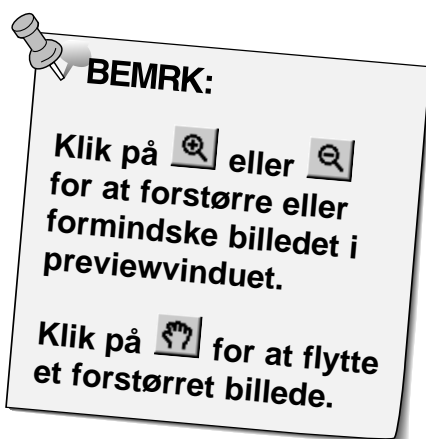 BEMRK:
Klik på eller
for at forstørre eller
formindske billedet i
previewvinduet.
Klik på for at flytte
et forstørret billede.